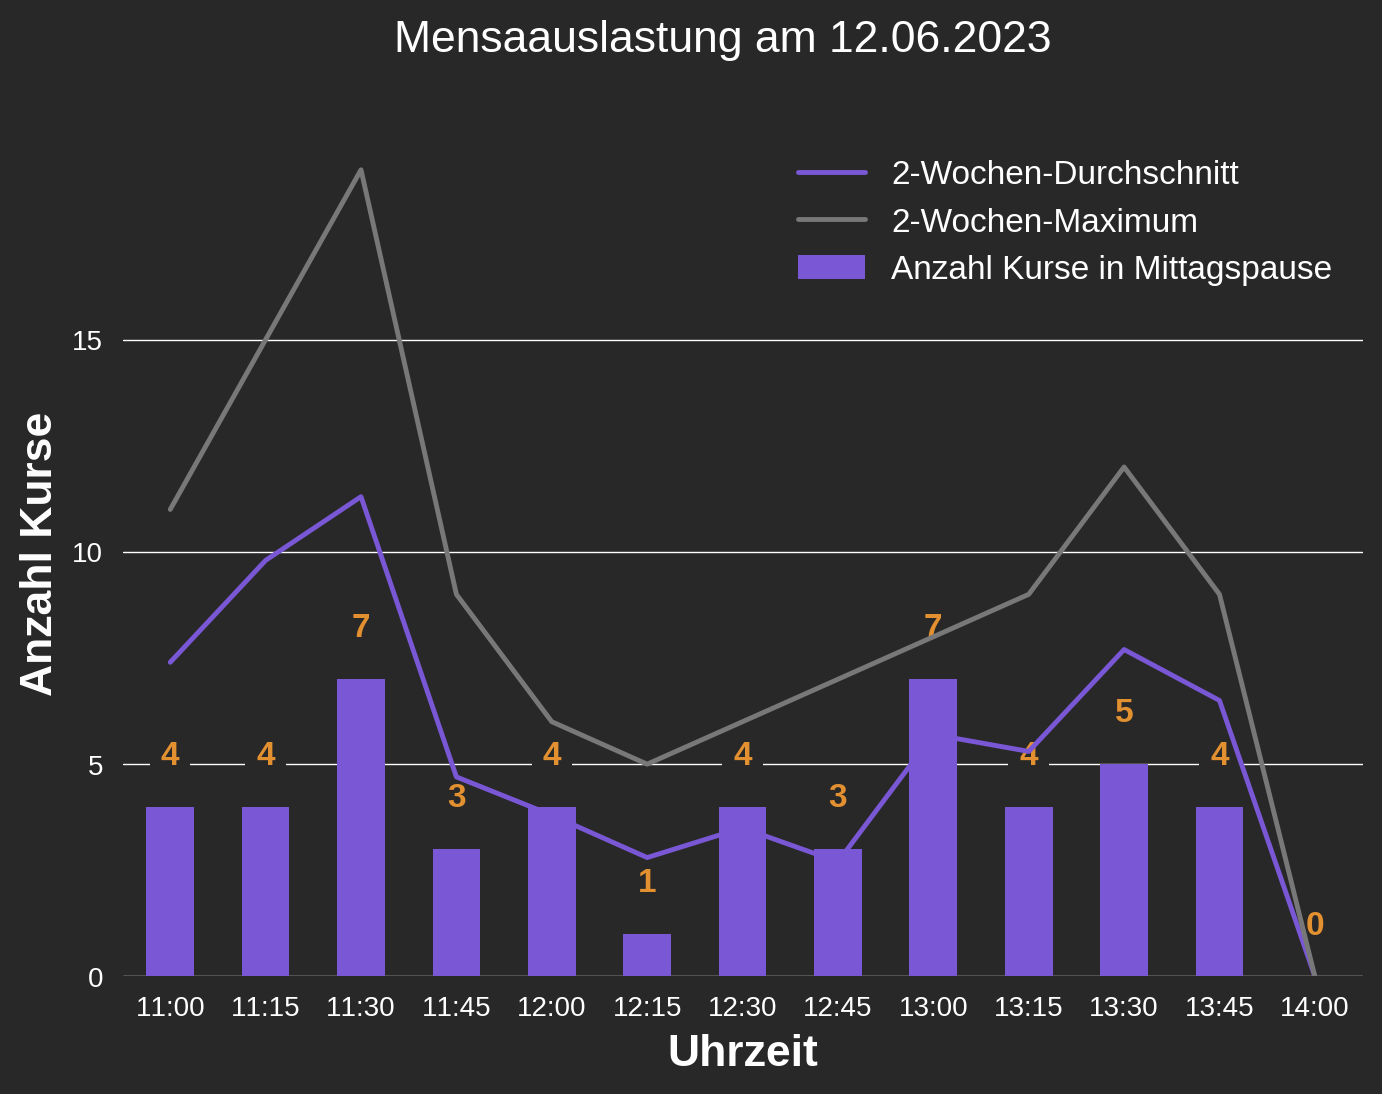 Mensaauslastung am 12.06.2023
2-Wochen-Durchschnitt
2-Wochen-Maximum
Anzahl Kurse in Mittagspause
Anzahl Kurse
15
10
5
0
4 4 7 3 4 1 4 3 7 4 5 4 0
11:00 11:15 11:30 11:45 12:00 12:15 12:30 12:45 13:00 13:15 13:30 13:45 14:00
Uhrzeit